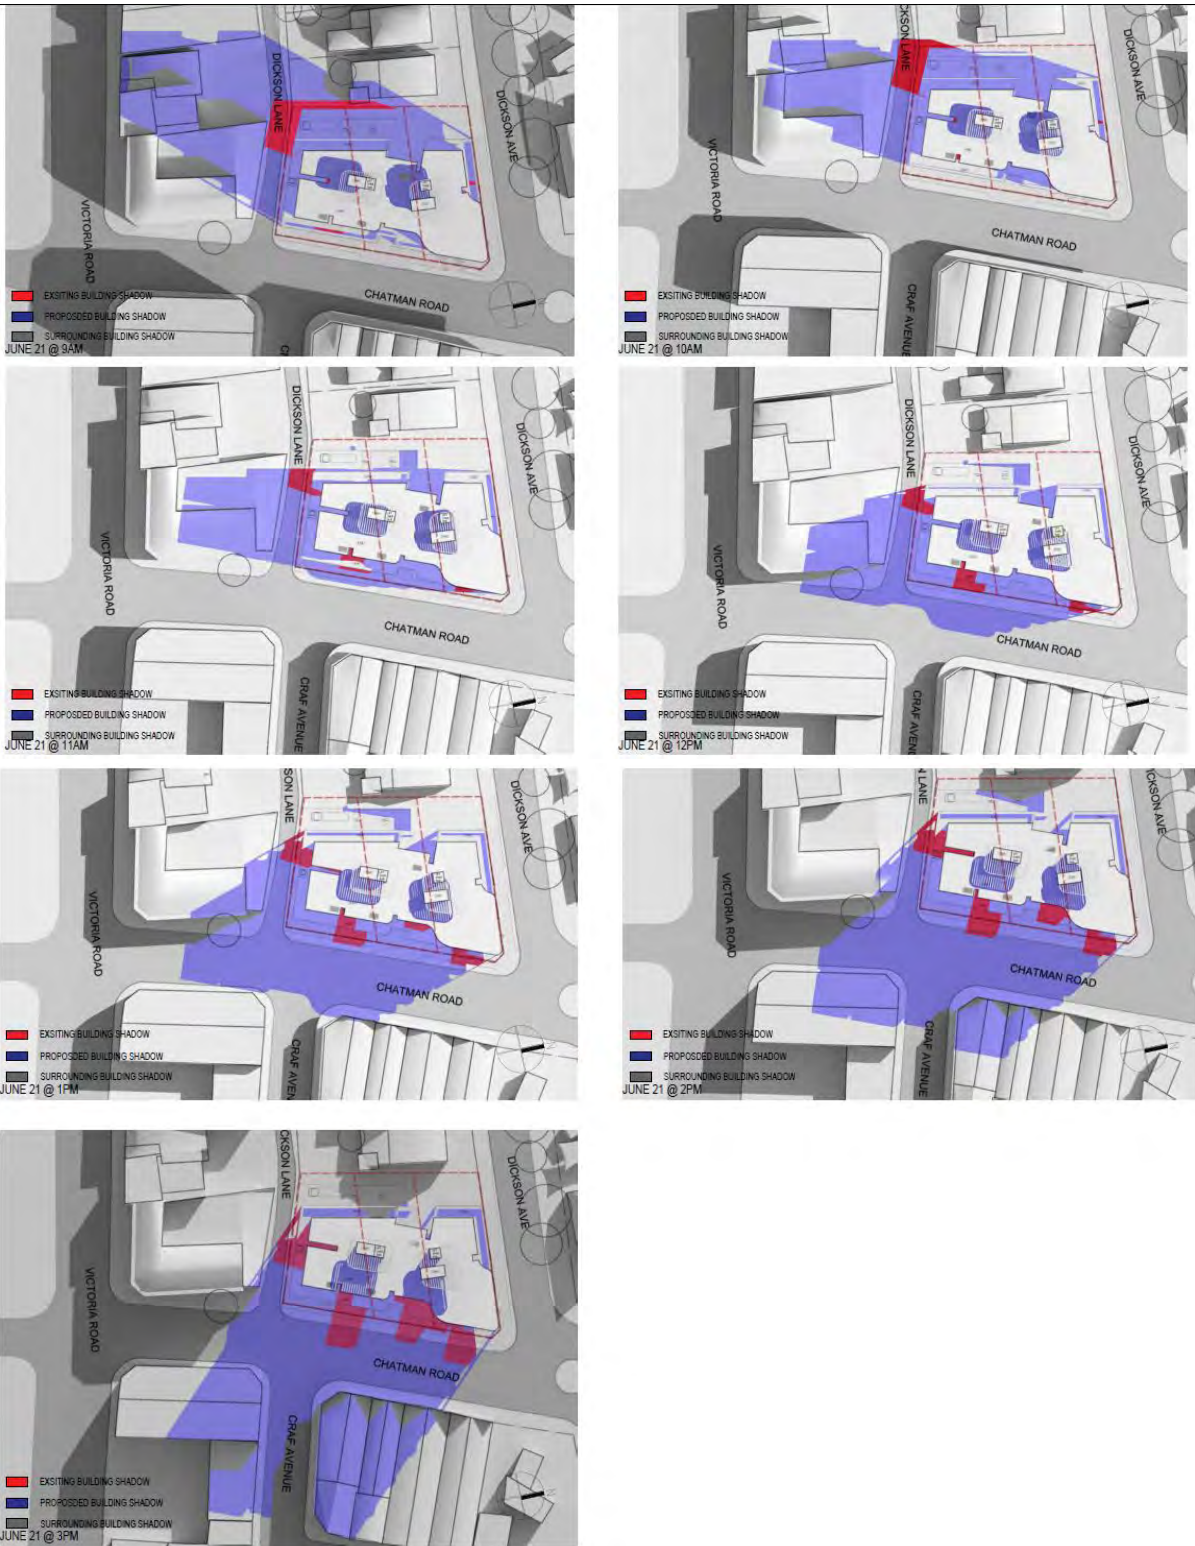 DICKSON LANE
DICKSON AVE
VICTORIA ROAD
CHATMAN ROAD
EXSITING BUILDING SHADOW
PROPOSDED BUILDING SHADOW
SURROUNDING BUILDING SHADOW
JUNE 21 @ 9AM
CKSON LANE
DICKSON AVE
VICTORIA ROAD
CHATMAN ROAD
CRAF AVENUE
EXSITING BUILDING SHADOW
PROPOSDED BUILDING SHADOW
SURROUNDING BUILDING SHADOW
JUNE 21 @ 10AM
DICKSON LANE
DICKSON AVE
VICTORIA ROAD
CHATMAN ROAD
CRAF AVENUE
EXSITING BUILDING SHADOW
PROPOSDED BUILDING SHADOW
SURROUNDING BUILDING SHADOW
JUNE 21 @ 11AM
DICKSON LANE
DICKSON AVE
VICTORIA ROAD
CHATMAN ROAD
CRAF AVENU
EXSITING BUILDING SHADOW
PROPOSDED BUILDING SHADOW
SURROUNDING BUILDING SHADOW
JUNE 21 @ 12PM
SON LANE
DICKSON AVE
VICTORIA ROAD
CHATMAN ROAD
CRAF AVEN
EXSITING BUILDING SHADOW
PROPOSDED BUILDING SHADOW
SURROUNDING BUILDING SHADOW
JUNE 21 @ 1PM
N LANE
ICKSON AVE
VICTORIA ROAD
CHATMAN ROAD
CRAF AVENUE
EXSITING BUILDING SHADOW
PROPOSDED BUILDING SHADOW
SURROUNDING BUILDING SHADOW
JUNE 21 @ 2PM
CKSON LANE
DICKSON AVE
VICTORIA ROAD
CHATMAN ROAD
CRAF AVENUE
EXSITING BUILDING SHADOW
PROPOSDED BUILDING SHADOW
SURROUNDING BUILDING SHADOW
JUNE 21 @ 3PM